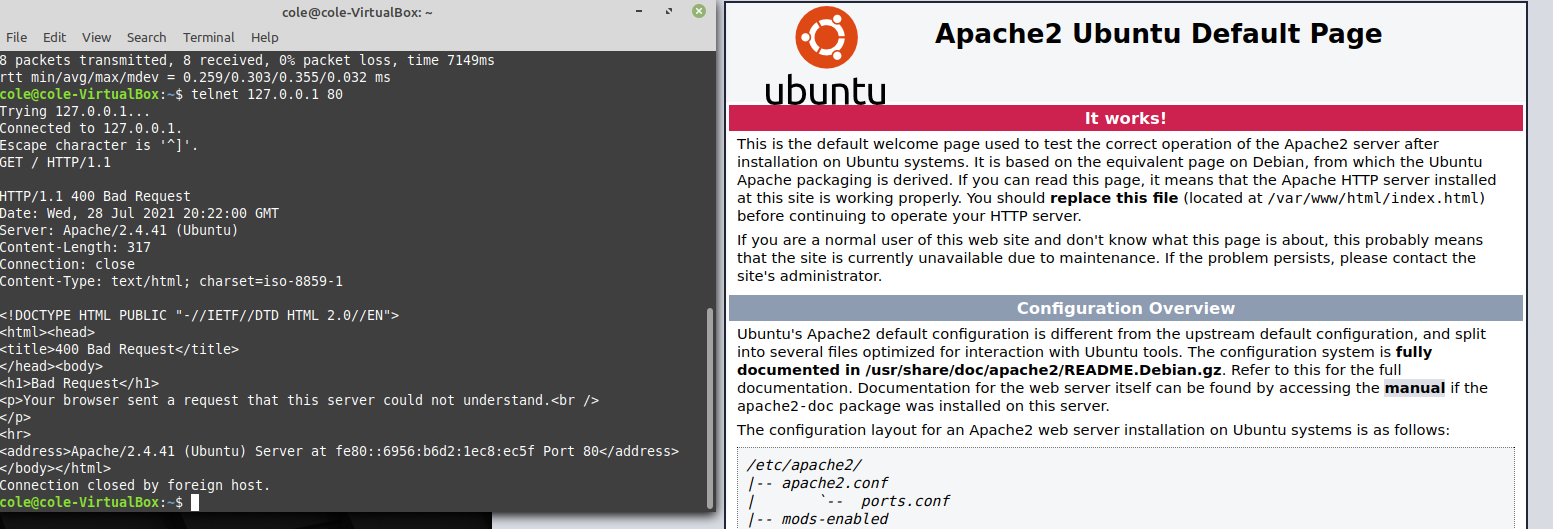 cole@cole-VirtualBox: ~
File Edit View Search Terminal Help
8 packets transmitted, 8 received, 0% packet loss, time 7149ms
rtt min/avg/max/mdev = 0.259/0.303/0.355/0.032 ms
cole@cole-VirtualBox:~$ telnet 127.0.0.1 80
Trying 127.0.0.1...
Connected to 127.0.0.1.
Escape character is '^]'.
GET / HTTP/1.1

HTTP/1.1 400 Bad Request
Date: Wed, 28 Jul 2021 20:22:00 GMT
Server: Apache/2.4.41 (Ubuntu)
Content-Length: 317
Connection: close
Content-Type: text/html; charset=iso-8859-1

<!DOCTYPE HTML PUBLIC "-//IETF//DTD HTML 2.0//EN">
<html><head>
<title>400 Bad Request</title>
</head><body>
<h1>Bad Request</h1>
<p>Your browser sent a request that this server could not understand.<br />
</p>
<hr>
<address>Apache/2.4.41 (Ubuntu) Server at fe80::6956:b6d2:1ec8:ec5f Port 80</address>
</body></html>
Connection closed by foreign host.
cole@cole-VirtualBox:~$
ubuntu
Apache2 Ubuntu Default Page
It works!
This is the default welcome page used to test the correct operation of the Apache2 server after
installation on Ubuntu systems. It is based on the equivalent page on Debian, from which the Ubuntu
Apache packaging is derived. If you can read this page, it means that the Apache HTTP server installed
at this site is working properly. You should replace this file (located at /var/www/html/index.html)
before continuing to operate your HTTP server.
If you are a normal user of this web site and don't know what this page is about, this probably means
that the site is currently unavailable due to maintenance. If the problem persists, please contact the
site's administrator.
Configuration Overview
Ubuntu's Apache2 default configuration is different from the upstream default configuration, and split
into several files optimized for interaction with Ubuntu tools. The configuration system is fully
documented in /usr/share/doc/apache2/README.Debian.gz. Refer to this for the full
documentation. Documentation for the web server itself can be found by accessing the manual if the
apache2-doc package was installed on this server.
The configuration layout for an Apache2 web server installation on Ubuntu systems is as follows:
/etc/apache2/
|-- apache2.conf
|       `--  ports.conf
|-- mods-enabled